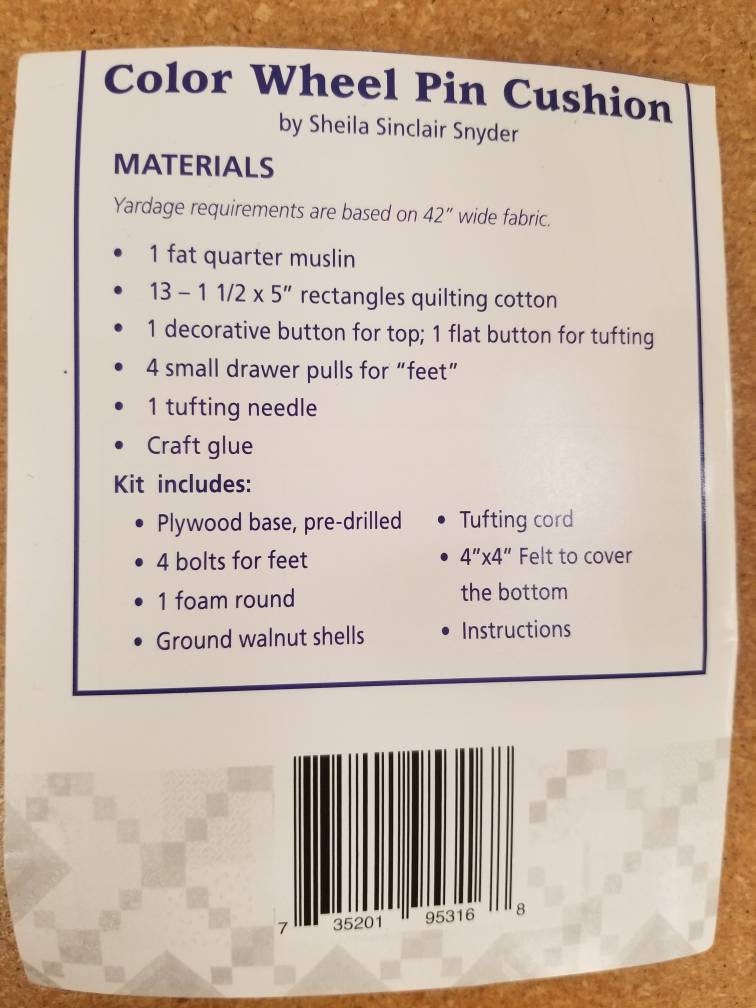 Color Wheel Pin Cushion
by Sheila Sinclair Snyder
MATERIALS
Yardage requirements are based on 42” wide fabric.
• 1 fat quarter muslin
• 13 – 1 1/2 x 5” rectangles quilting cotton
• 1 decorative button for top; 1 flat button for tufting
• 4 small drawer pulls for “feet”
• 1 tufting needle
• Craft glue
Kit includes:
• Plywood base, pre-drilled
• 4 bolts for feet
• 1 foam round
• Ground walnut shells
• Tufting cord
• 4”x4” Felt to cover
the bottom
• Instructions
7 35201 95316 8